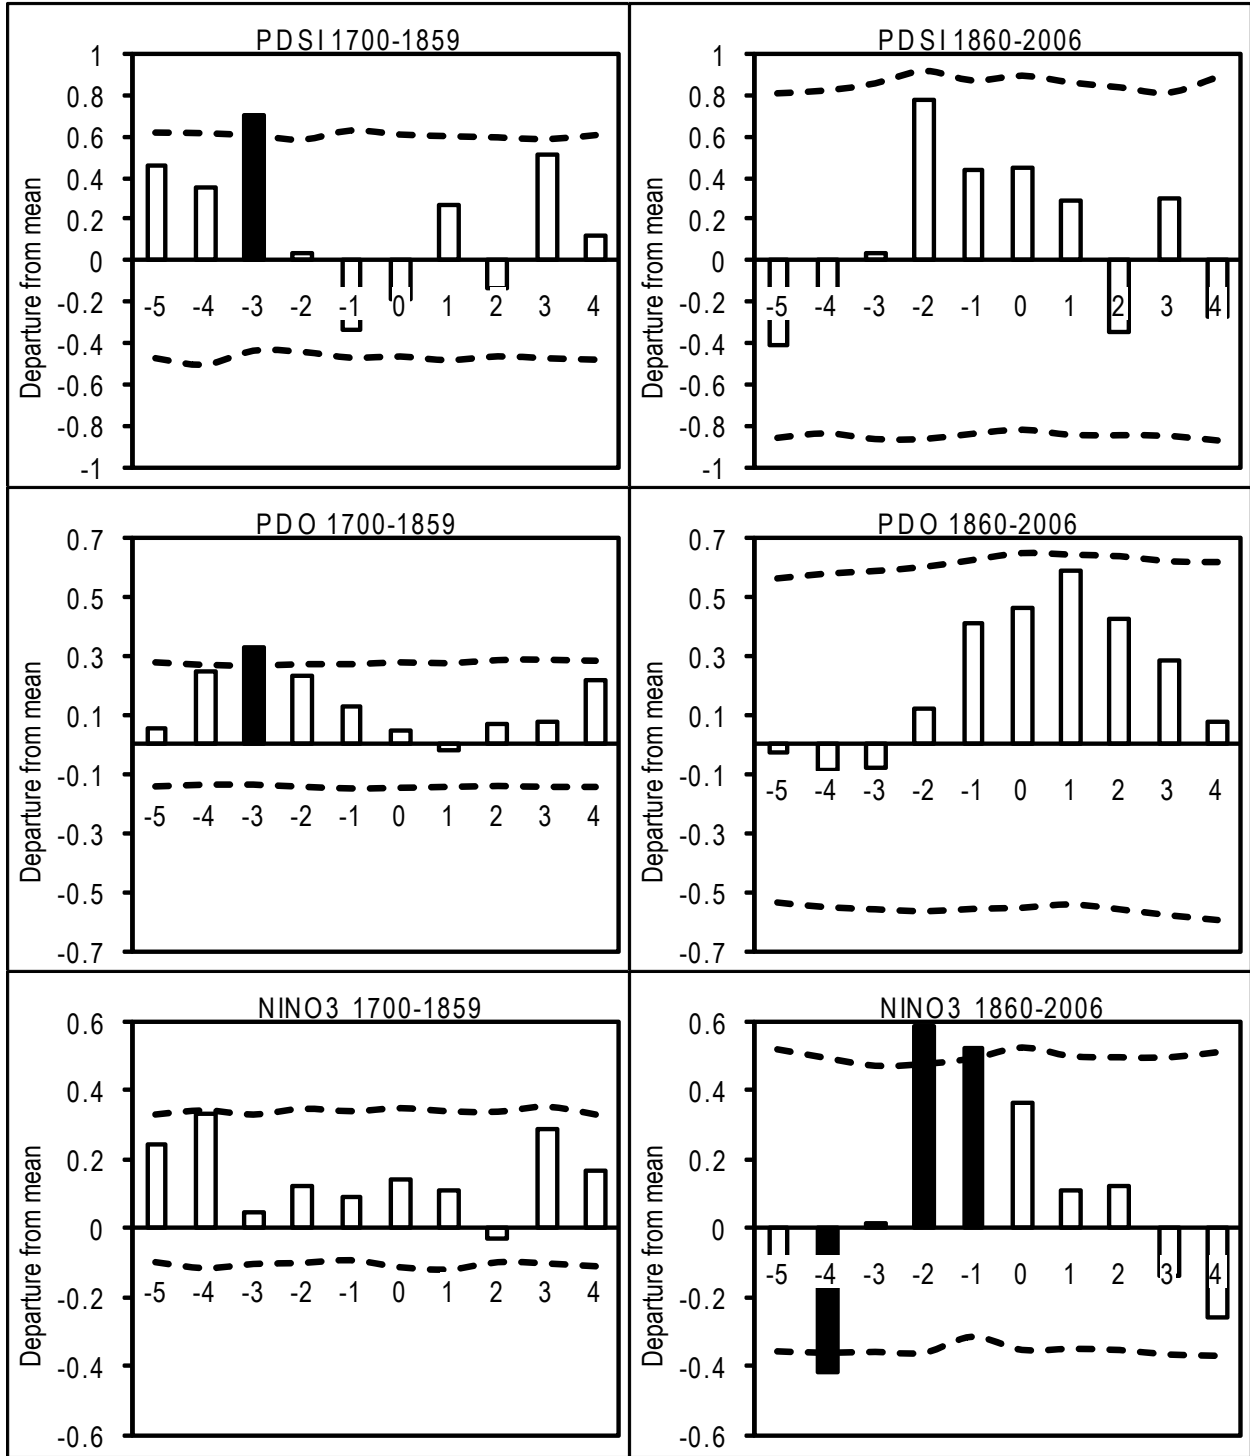 PDSI 1700-1859
1
0.8
0.6
0.4
0.2
0
-0.2
-0.4
-0.6
-0.8
-1
Departure from mean
-5 -4 -3 -2 -1 0 1 2 3 4
PDSI 1860-2006
1
0.8
0.6
0.4
0.2
0
-0.2
-0.4
-0.6
-0.8
-1
Departure from mean
-5 -4 -3 -2 -1 0 1 2 3 4
PDO 1700-1859
0.7
0.5
0.3
0.1
-0.1
-0.3
-0.5
-0.7
Departure from mean
-5 -4 -3 -2 -1 0 1 2 3 4
PDO 1860-2006
0.7
0.5
0.3
0.1
-0.1
-0.3
-0.5
-0.7
Departure from mean
-5 -4 -3 -2 -1 0 1 2 3 4
NINO3 1700-1859
0.6
0.4
0.2
0
-0.2
-0.4
-0.6
Departure from mean
-5 -4 -3 -2 -1 0 1 2 3 4
NINO3 1860-2006
0.6
0.4
0.2
0
-0.2
-0.4
-0.6
Departure from mean
-5 -4 -3 -2 -1 0 1 2 3 4